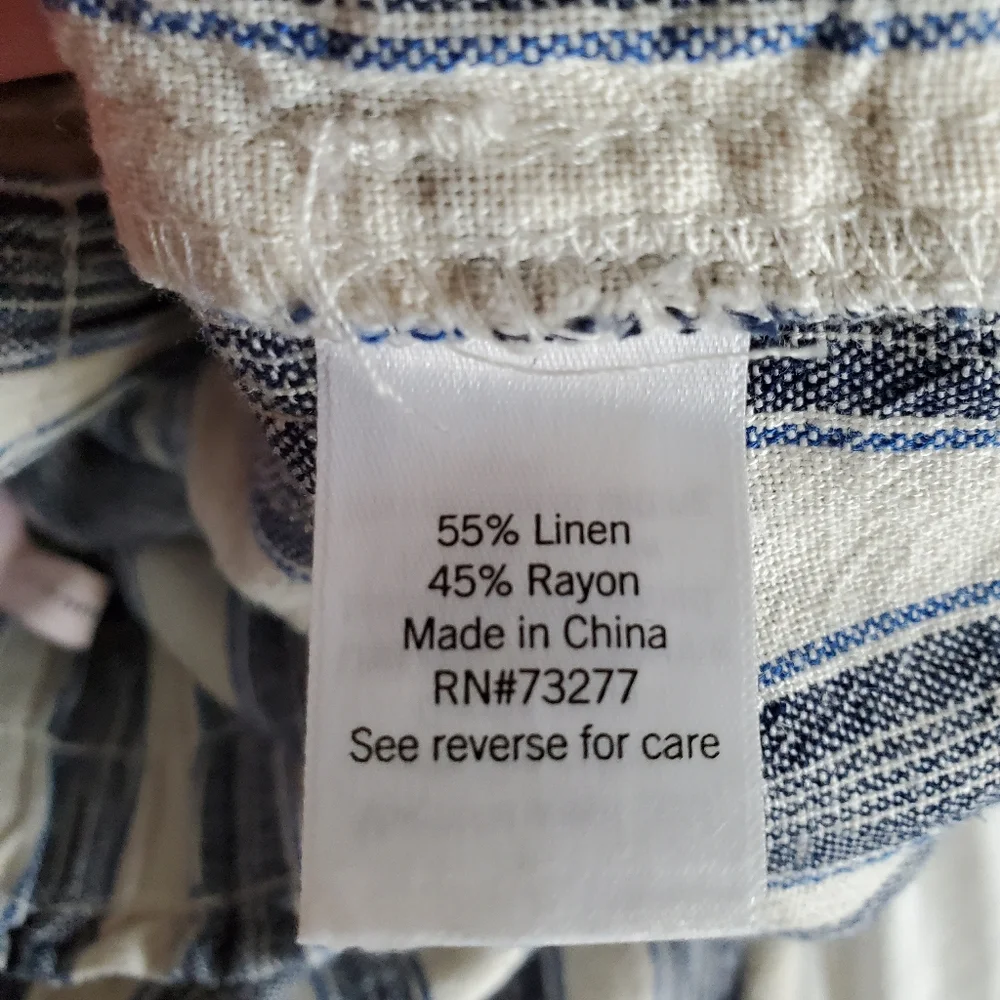 55% Linen
45% Rayon
Made in China
RN#73277
See reverse for care